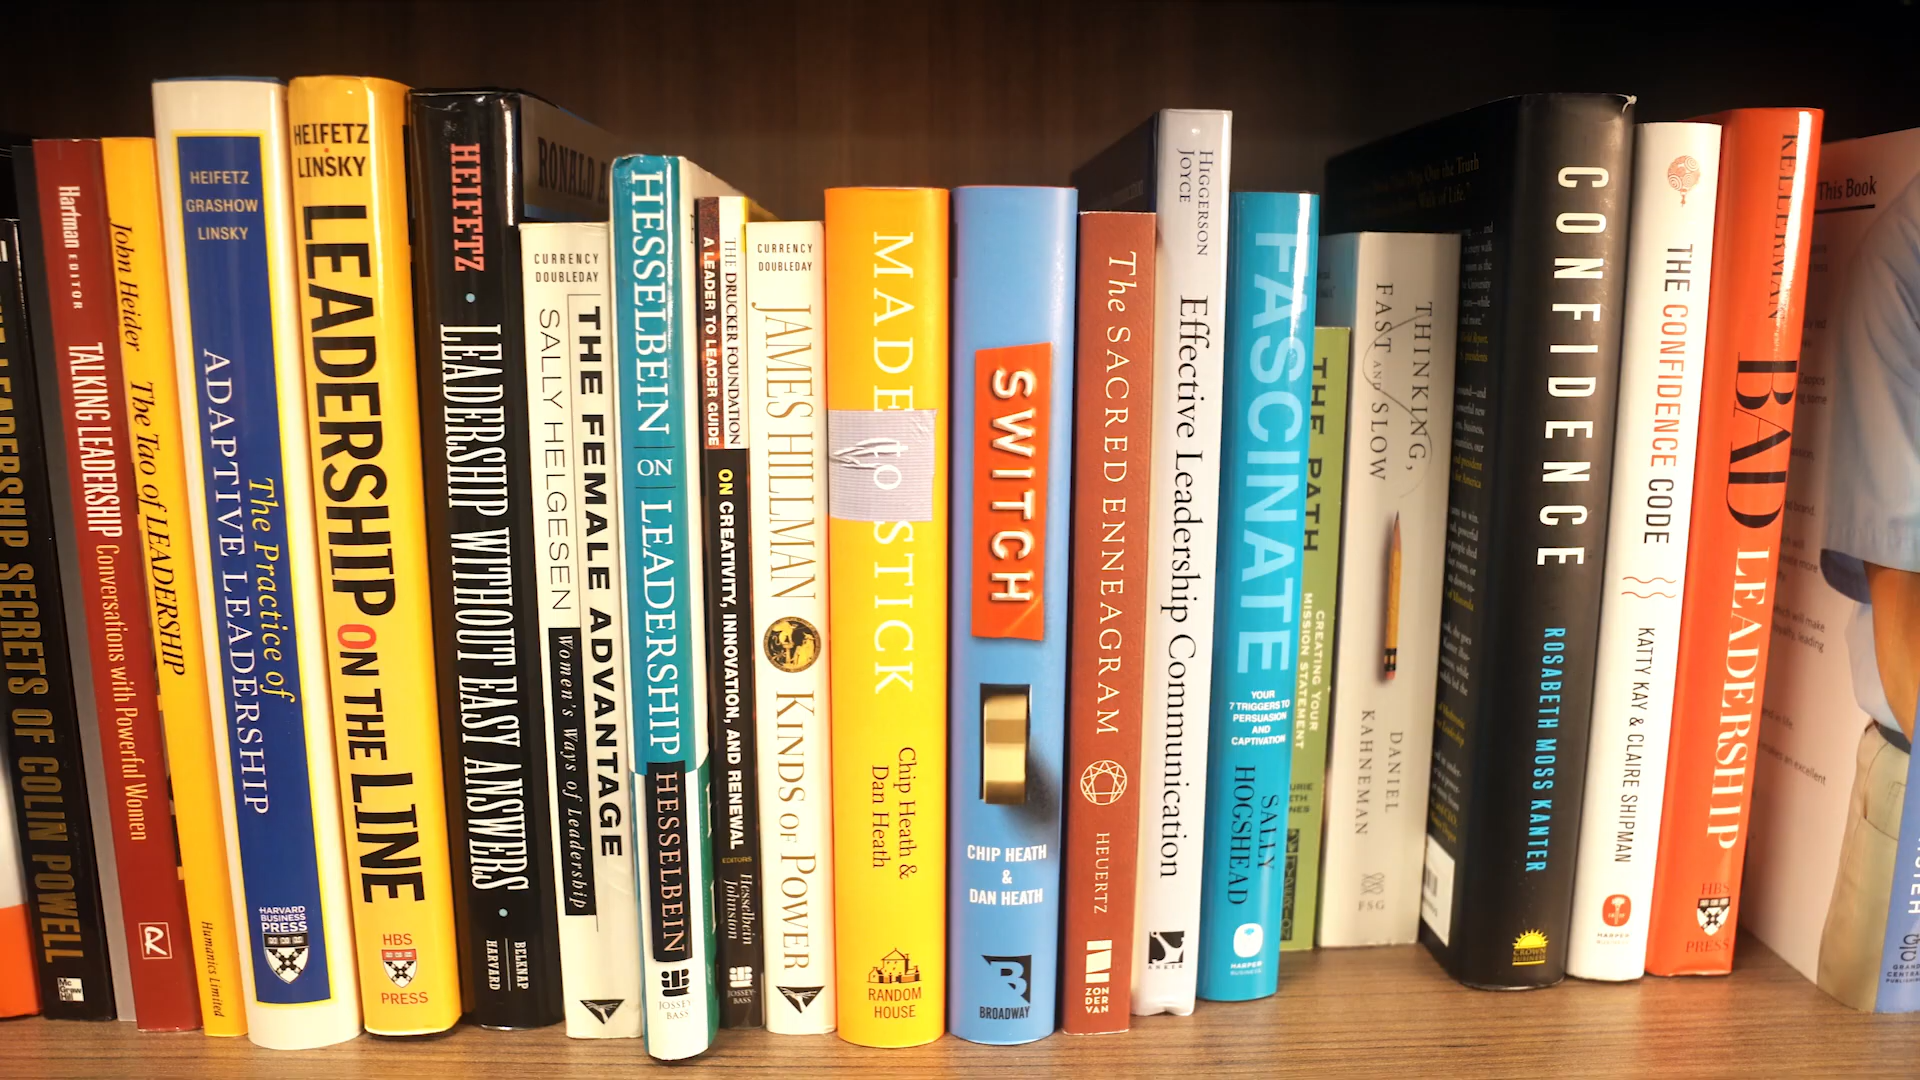 LEADERSHIP SECRETS OF COLIN POWELL
Mc
Graw
Hill
Hartman EDITOR
TALKING LEADERSHIP Conversations with Powerful Women
John Heider
The Tao of LEADERSHIP
Humanics Limited
HEIFETZ
GRASHOW
LINSKY
The Practice of
ADAPTIVE LEADERSHIP
HARVARD
BUSINESS
PRESS
HEIFETZ
LINSKY
LEADERSHIP ON THE LINE
HBS
PRESS
HEIFETZ
LEADERSHIP WITHOUT EASY ANSWERS
BELKNAP
HARVARD
RONALD
CURRENCY
DOUBLEDAY
THE FEMALE ADVANTAGE
SALLY HELGESEN
Women's Ways of Leadership
HESSELBEIN ON LEADERSHIP
HESSELBEIN
JOSSEY
BASS
THE DRUCKER FOUNDATION
A LEADER TO LEADER GUIDE
ON CREATIVITY, INNOVATION, AND RENEWAL
EDITORS
Hesselbein
Johnston
JOSSEY
BASS
CURRENCY
DOUBLEDAY
JAMES HILLMAN
KINDS OF POWER
MADE to STICK
Chip Heath &
Dan Heath
RANDOM
HOUSE
SWITCH
CHIP HEATH
&
DAN HEATH
B
BROADWAY
The SACRED ENNEAGRAM
HEUERTZ
ZON
DER
VAN
HIGGERSON
JOYCE
Effective Leadership Communication
ANKER
FASCINATE
YOUR
7 TRIGGERS TO
PERSUASION
AND
CAPTIVATION
SALLY
HOGSHEAD
HARPER
BUSINESS
THE PATH
CREATING YOUR
MISSION STATEMENT
THINKING,
FAST AND SLOW
DANIEL
KAHNEMAN
FSG
CONFIDENCE
ROSABETH MOSS KANTER
CROWN
BUSINESS
THE CONFIDENCE CODE
KATTY KAY & CLAIRE SHIPMAN
HARPER
KELLERMAN
BAD LEADERSHIP
HBS
PRESS
This Book